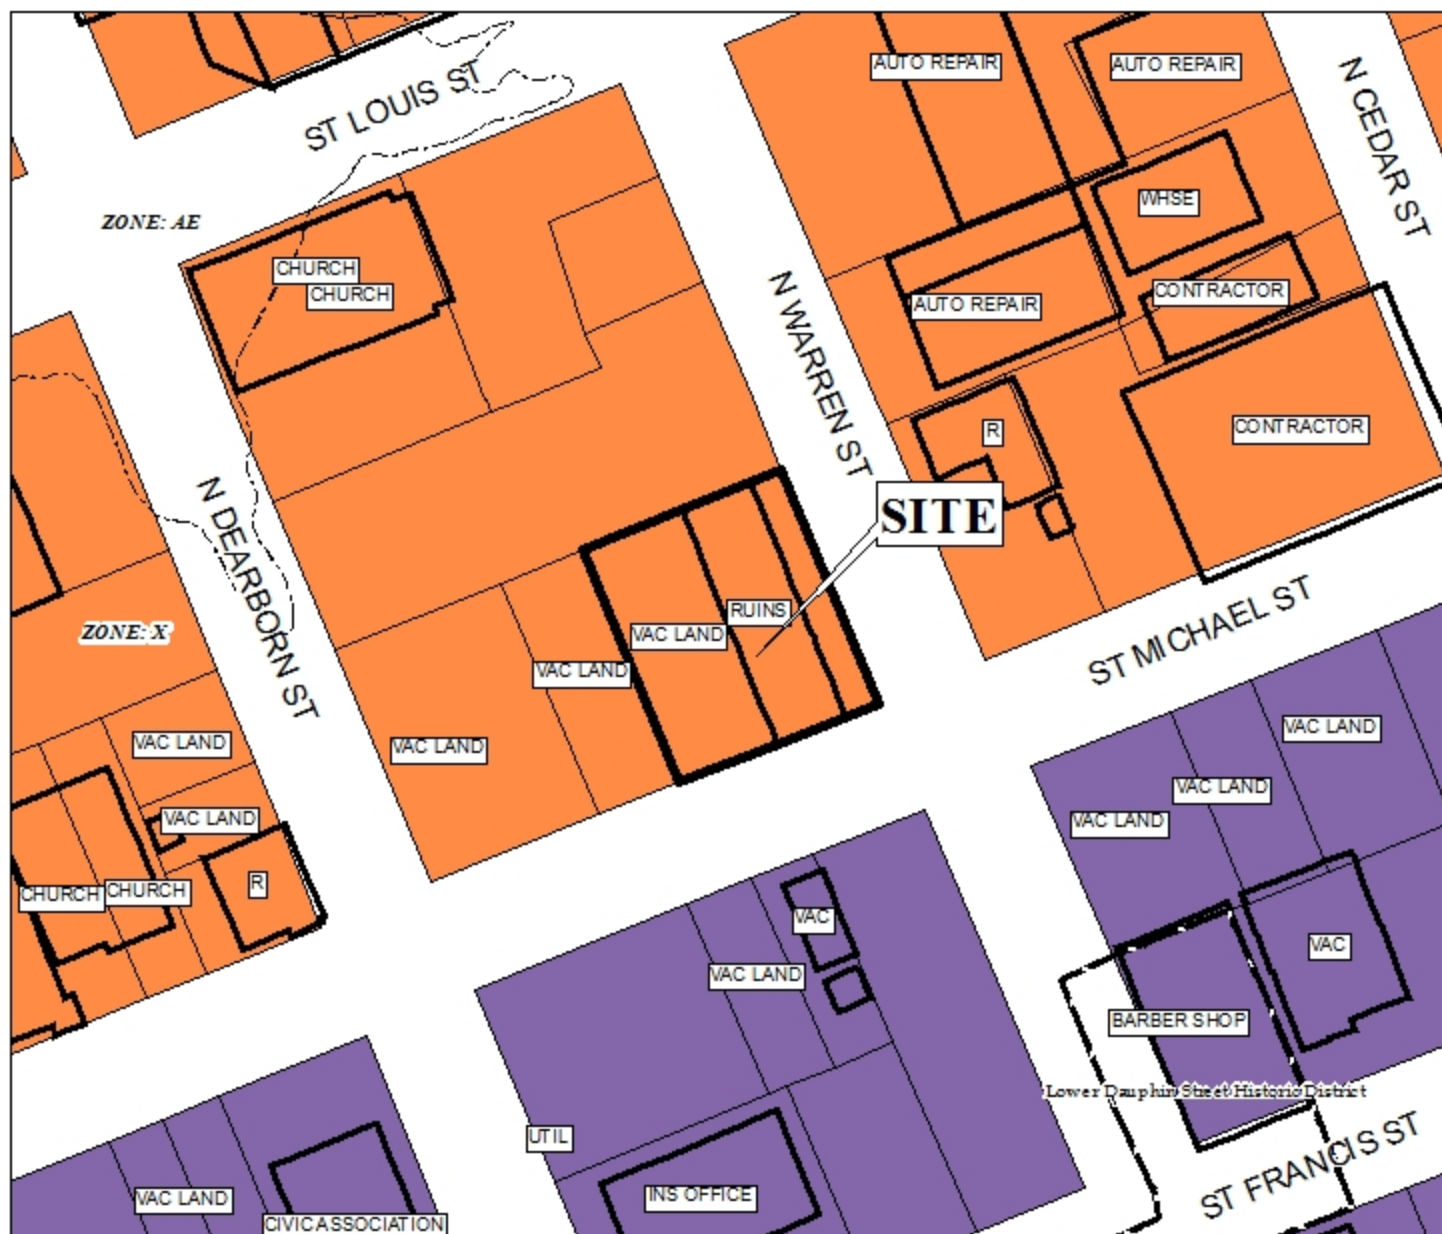 AUTO REPAIR
AUTO REPAIR
ST LOUIS ST
N CEDAR ST
WHSE
ZONE: AE
CHURCH
CHURCH
CONTRACTOR
AUTO REPAIR
N WARREN ST
R
CONTRACTOR
SITE
N DEARBORN ST
RUINS
VAC LAND
ZONE: X
VAC LAND
ST MICHAEL ST
VAC LAND
VAC LAND
VAC LAND
VAC LAND
VAC LAND
VAC LAND
R
CHURCH
CHURCH
VAC
VAC
VAC LAND
BARBER SHOP
Lower Dauphin Street Historic District
UTIL
ST FRANCIS ST
VAC LAND
INS OFFICE
CIVIC ASSOCIATION